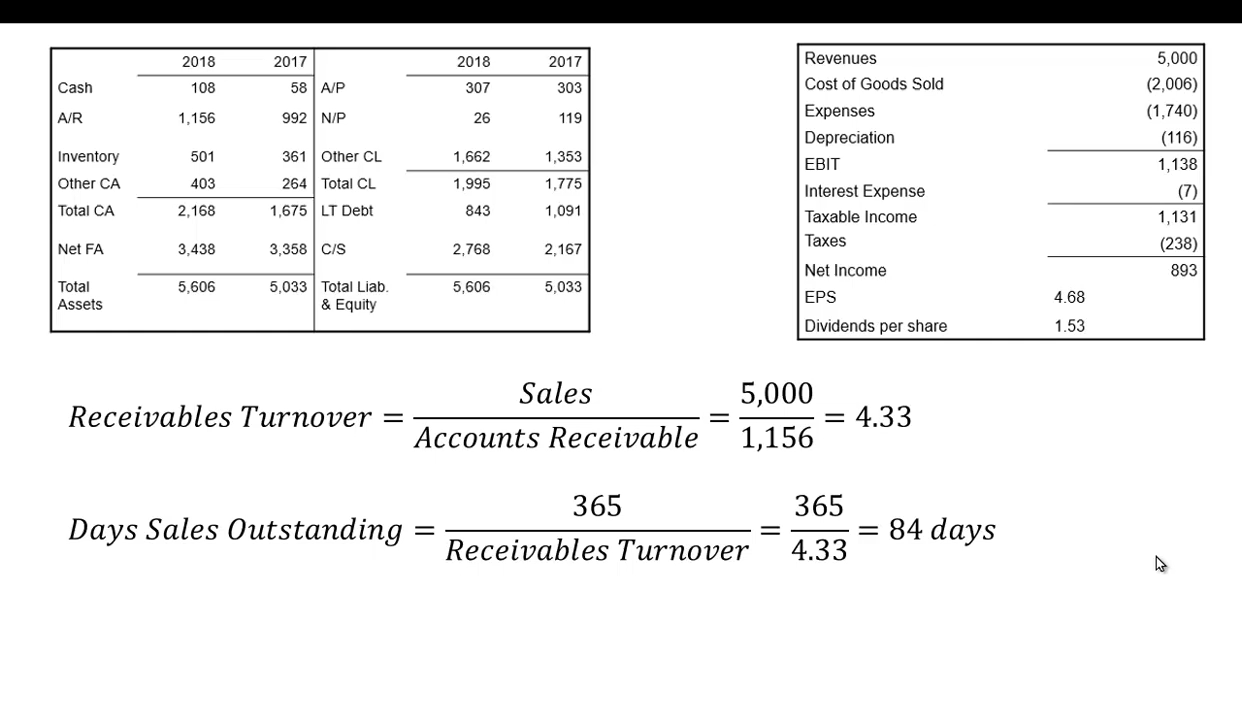 2018 2017 2018 2017
Cash 108 58 A/P 307 303
A/R 1,156 992 N/P 26 119
Inventory 501 361 Other CL 1,662 1,353
Other CA 403 264 Total CL 1,995 1,775
Total CA 2,168 1,675 LT Debt 843 1,091
Net FA 3,438 3,358 C/S 2,768 2,167
Total Assets 5,606 5,033 Total Liab. & Equity 5,606 5,033
Revenues 5,000
Cost of Goods Sold (2,006)
Expenses (1,740)
Depreciation (116)
EBIT 1,138
Interest Expense (7)
Taxable Income 1,131
Taxes (238)
Net Income 893
EPS 4.68
Dividends per share 1.53
Receivables Turnover = Sales / Accounts Receivable = 5,000 / 1,156 = 4.33
Days Sales Outstanding = 365 / Receivables Turnover = 365 / 4.33 = 84 days